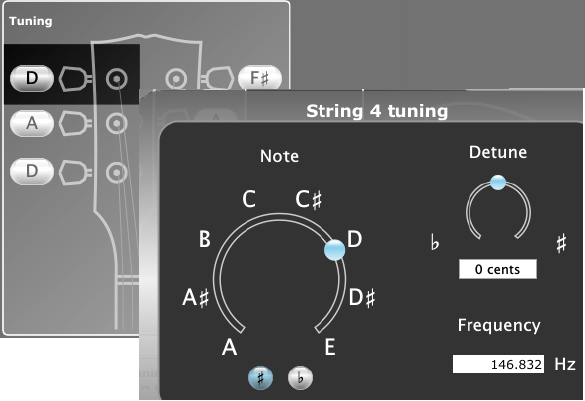 Tuning
D
F♯
A
D
String 4 tuning
Note
Detune
C
C♯
B
D
♭
♯
0 cents
A♯
D♯
A
E
♯
♭
Frequency
146.832 Hz